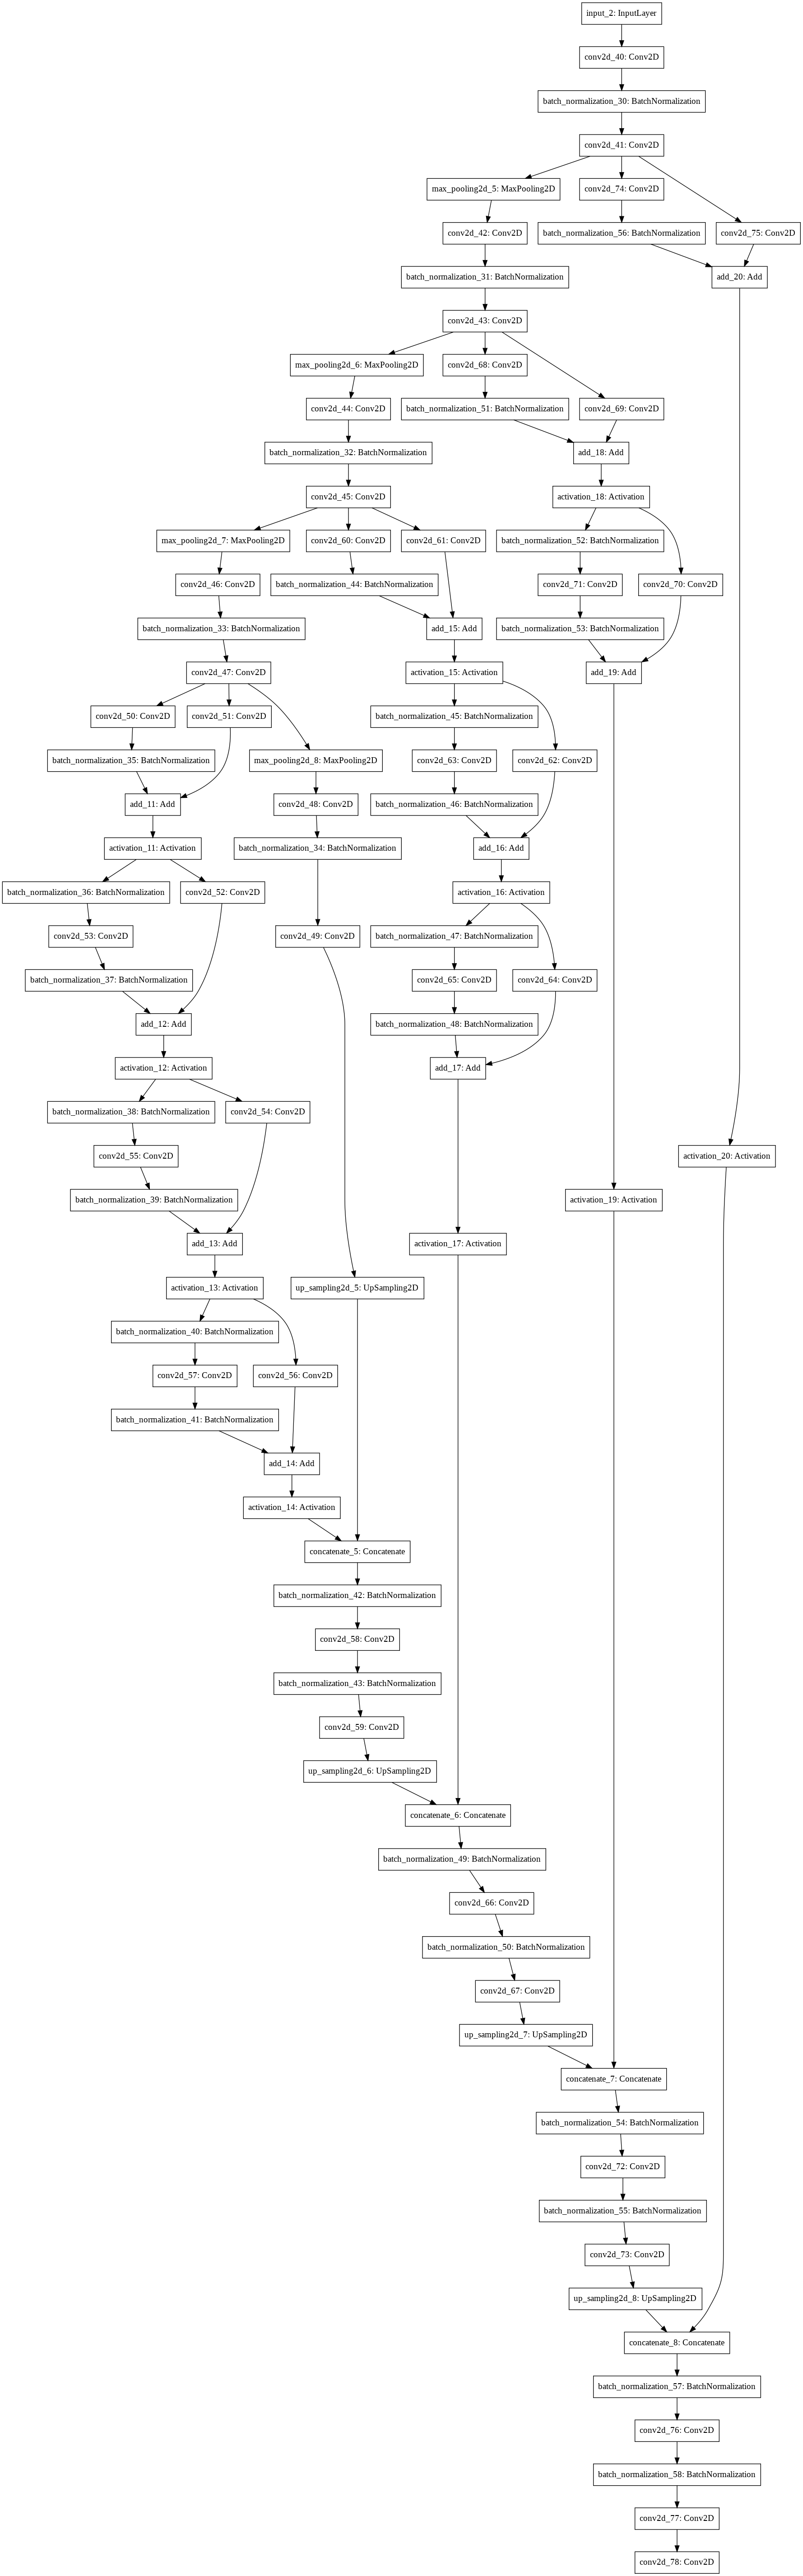 input_2: InputLayer
conv2d_40: Conv2D
batch_normalization_30: BatchNormalization
conv2d_41: Conv2D
max_pooling2d_5: MaxPooling2D
conv2d_74: Conv2D
conv2d_42: Conv2D
batch_normalization_56: BatchNormalization
conv2d_75: Conv2D
batch_normalization_31: BatchNormalization
add_20: Add
conv2d_43: Conv2D
max_pooling2d_6: MaxPooling2D
conv2d_68: Conv2D
conv2d_44: Conv2D
batch_normalization_51: BatchNormalization
conv2d_69: Conv2D
batch_normalization_32: BatchNormalization
add_18: Add
conv2d_45: Conv2D
activation_18: Activation
max_pooling2d_7: MaxPooling2D
conv2d_60: Conv2D
conv2d_61: Conv2D
batch_normalization_52: BatchNormalization
conv2d_46: Conv2D
batch_normalization_44: BatchNormalization
conv2d_71: Conv2D
conv2d_70: Conv2D
batch_normalization_33: BatchNormalization
add_15: Add
batch_normalization_53: BatchNormalization
conv2d_47: Conv2D
activation_15: Activation
add_19: Add
conv2d_50: Conv2D
conv2d_51: Conv2D
batch_normalization_45: BatchNormalization
batch_normalization_35: BatchNormalization
max_pooling2d_8: MaxPooling2D
conv2d_63: Conv2D
conv2d_62: Conv2D
add_11: Add
conv2d_48: Conv2D
batch_normalization_46: BatchNormalization
activation_11: Activation
batch_normalization_34: BatchNormalization
add_16: Add
batch_normalization_36: BatchNormalization
conv2d_52: Conv2D
activation_16: Activation
conv2d_53: Conv2D
conv2d_49: Conv2D
batch_normalization_47: BatchNormalization
batch_normalization_37: BatchNormalization
conv2d_65: Conv2D
conv2d_64: Conv2D
add_12: Add
batch_normalization_48: BatchNormalization
activation_12: Activation
add_17: Add
batch_normalization_38: BatchNormalization
conv2d_54: Conv2D
conv2d_55: Conv2D
activation_20: Activation
batch_normalization_39: BatchNormalization
activation_19: Activation
add_13: Add
activation_17: Activation
activation_13: Activation
up_sampling2d_5: UpSampling2D
batch_normalization_40: BatchNormalization
conv2d_57: Conv2D
conv2d_56: Conv2D
batch_normalization_41: BatchNormalization
add_14: Add
activation_14: Activation
concatenate_5: Concatenate
batch_normalization_42: BatchNormalization
conv2d_58: Conv2D
batch_normalization_43: BatchNormalization
conv2d_59: Conv2D
up_sampling2d_6: UpSampling2D
concatenate_6: Concatenate
batch_normalization_49: BatchNormalization
conv2d_66: Conv2D
batch_normalization_50: BatchNormalization
conv2d_67: Conv2D
up_sampling2d_7: UpSampling2D
concatenate_7: Concatenate
batch_normalization_54: BatchNormalization
conv2d_72: Conv2D
batch_normalization_55: BatchNormalization
conv2d_73: Conv2D
up_sampling2d_8: UpSampling2D
concatenate_8: Concatenate
batch_normalization_57: BatchNormalization
conv2d_76: Conv2D
batch_normalization_58: BatchNormalization
conv2d_77: Conv2D
conv2d_78: Conv2D